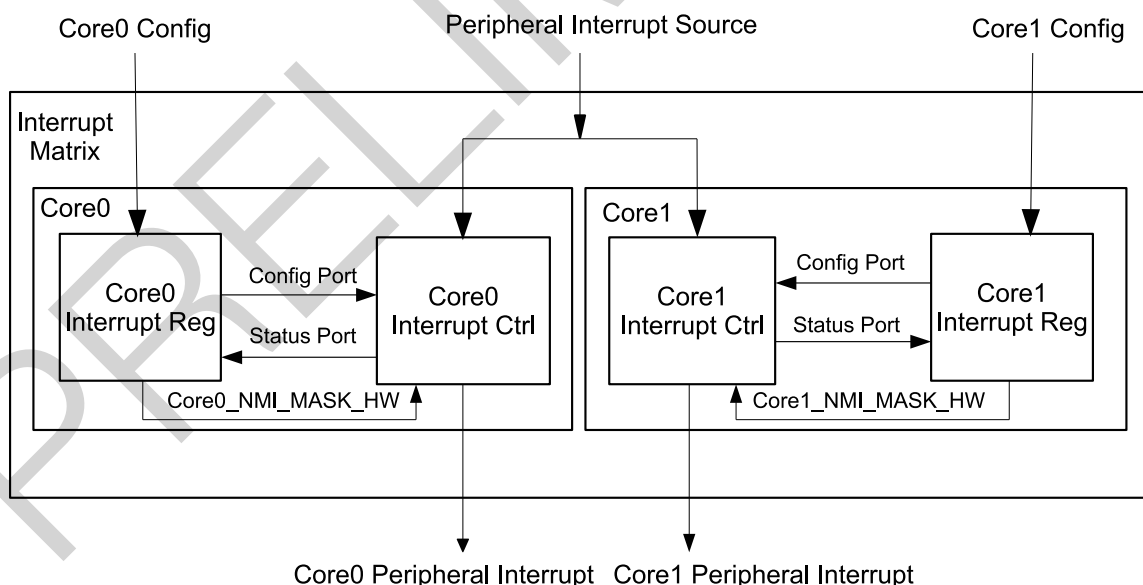 Core0 Config
Peripheral Interrupt Source
Core1 Config
Interrupt
Matrix
Core0
Core1
Core0
Interrupt Reg
Config Port
Status Port
Core0
Interrupt Ctrl
Core0_NMI_MASK_HW
Core1
Interrupt Ctrl
Config Port
Status Port
Core1
Interrupt Reg
Core1_NMI_MASK_HW
Core0 Peripheral Interrupt
Core1 Peripheral Interrupt